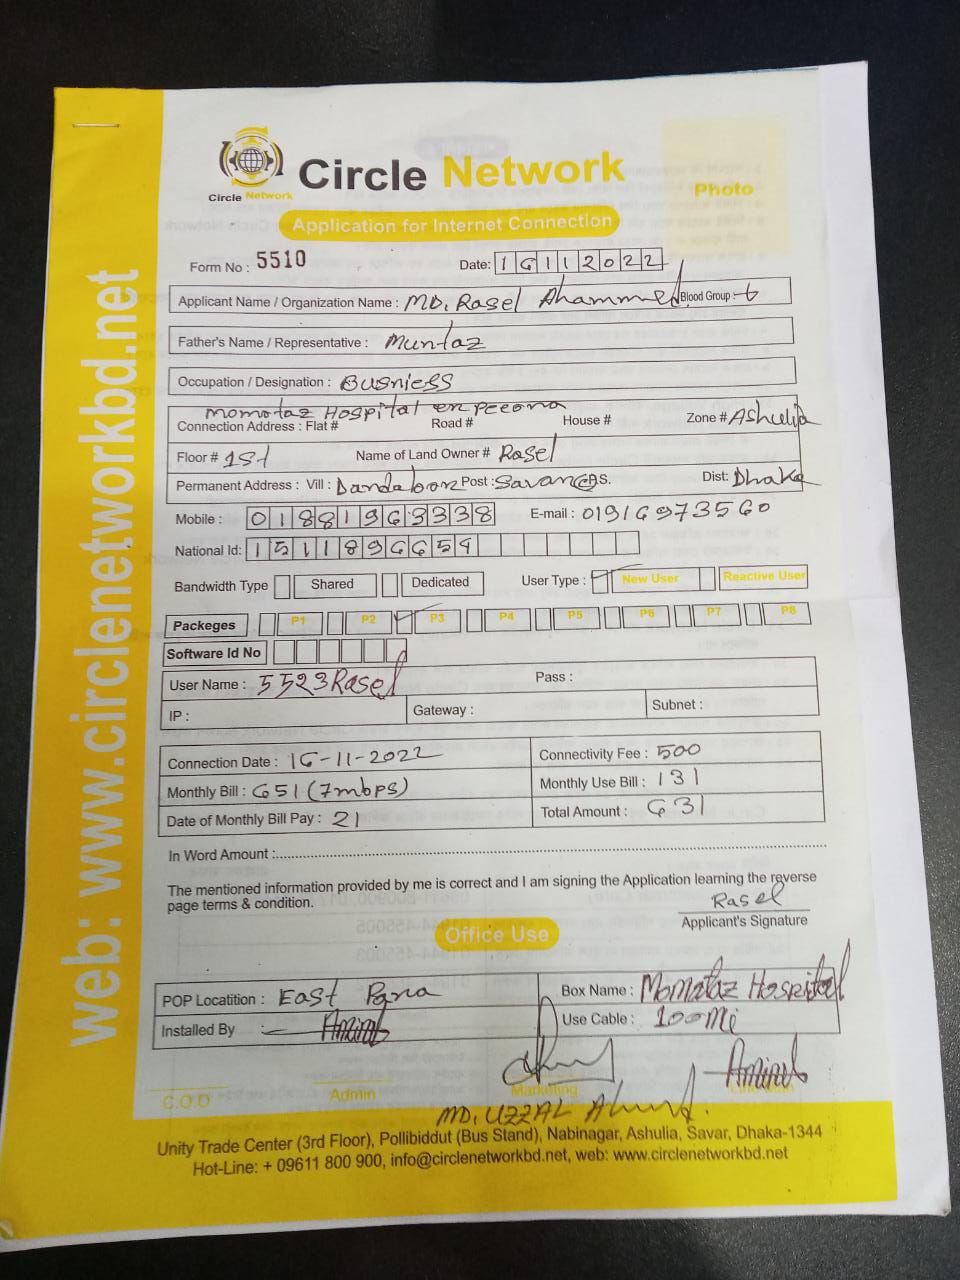 web: www.circlenetworkbd.net
Circle Network
Circle Network
Photo
Application for Internet Connection
Form No : 5510
Date: 16112022
Applicant Name / Organization Name : MD. Rasel Ahammed Blood Group :
Father's Name / Representative : Muntaz
Occupation / Designation : Busniess
Momotaz Hospital
Connection Address : Flat # Road # House # Zone # Ashulia
Floor # 1st Name of Land Owner # Rasel
Permanent Address : Vill : Post : Savar P.S. Dist: Dhaka
Mobile : 01881963338 E-mail : 01916973560
National Id: 1511896659
Bandwidth Type Shared Dedicated User Type : New User Reactive User
Packeges P1 P2 P3 P4 P5 P6 P7 P8
Software Id No
User Name : 5523Rasel Pass :
IP : Gateway : Subnet :
Connection Date : 16-11-2022 Connectivity Fee : 500
Monthly Bill : 651 (7mbps) Monthly Use Bill : 131
Date of Monthly Bill Pay : 21 Total Amount : 631
In Word Amount :
The mentioned information provided by me is correct and I am signing the Application learning the reverse
page terms & condition.
Rasel
Applicant's Signature
Office Use
POP Locatition : East Para Box Name : Momataz Hospital
Installed By Aminul Use Cable : 100Mi
Aminul
C.O.O Admin Marketing
MD. UZZAL Ahmed.
Unity Trade Center (3rd Floor), Pollibiddut (Bus Stand), Nabinagar, Ashulia, Savar, Dhaka-1344
Hot-Line: + 09611 800 900, info@circlenetworkbd.net, web: www.circlenetworkbd.net